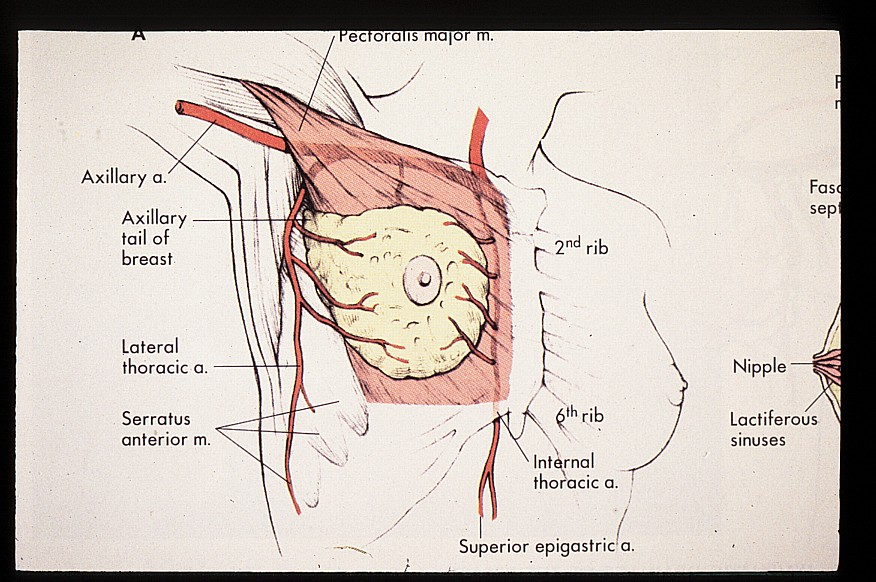 A
Pectoralis major m.
Axillary a.
Axillary
tail of
breast
2nd rib
Lateral
thoracic a.
Nipple
Serratus
anterior m.
6th rib
Lactiferous
sinuses
Internal
thoracic a.
Superior epigastric a.